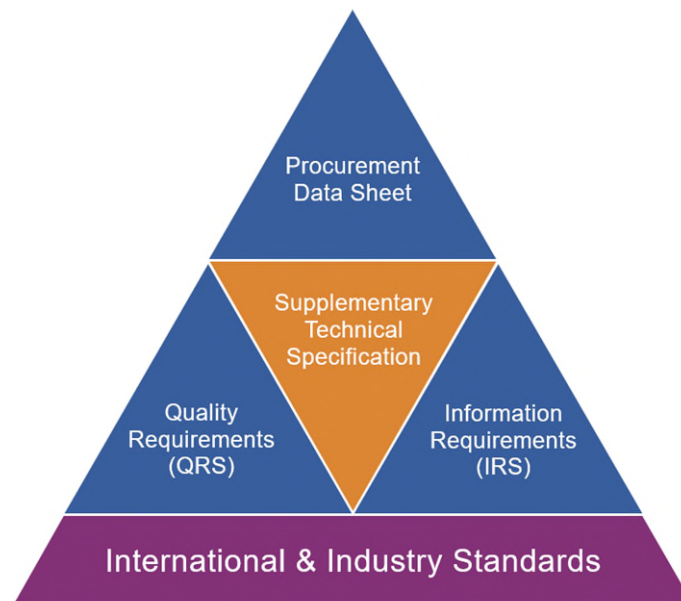 Procurement
Data Sheet
Supplementary
Technical
Specification
Quality
Requirements
(QRS)
Information
Requirements
(IRS)
International & Industry Standards